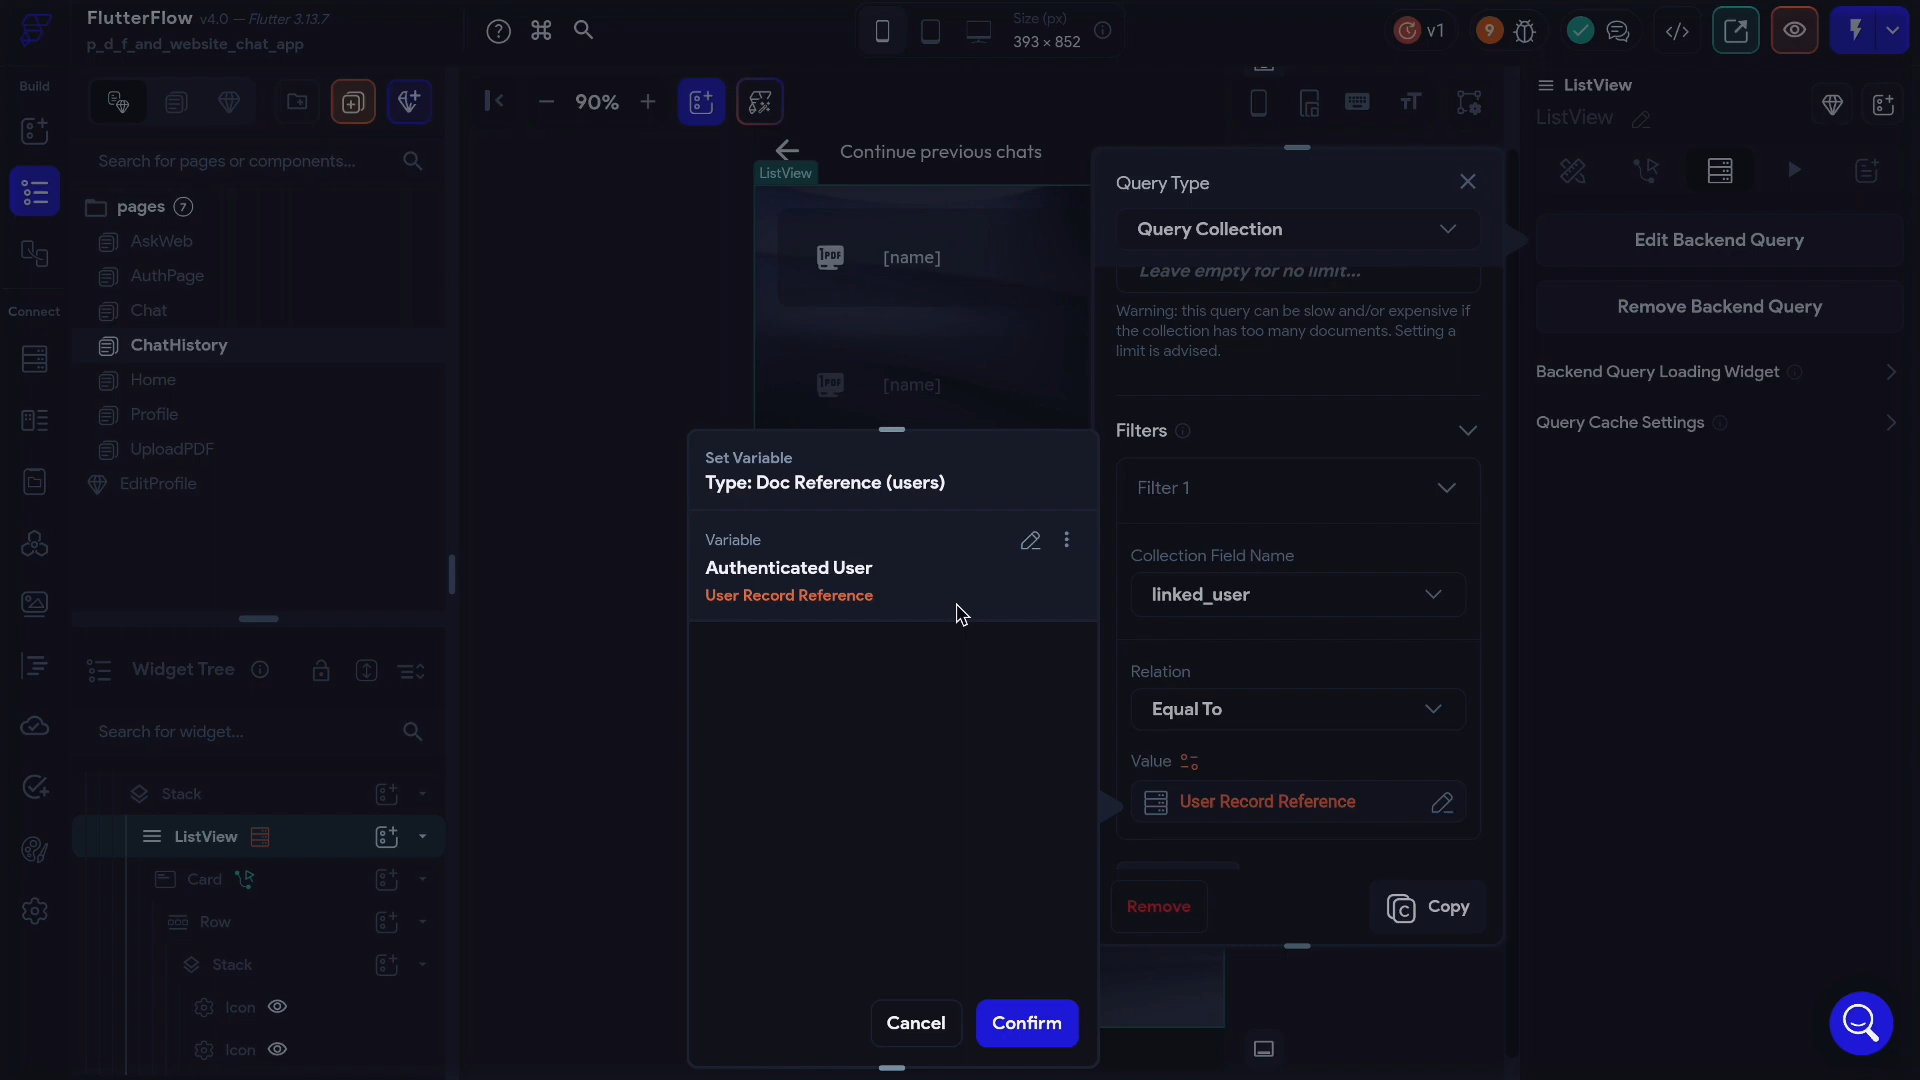 FlutterFlow v4.0 — Flutter 3.13.7
p_d_f_and_website_chat_app
Size (px)
393 × 852
v1
9
Build
Connect
Search for pages or components...
pages 7
AskWeb
AuthPage
Chat
ChatHistory
Home
Profile
UploadPDF
EditProfile
Widget Tree
Search for widget...
Stack
ListView
Card
Row
Stack
Icon
Icon
90%
Continue previous chats
ListView
PDF
[name]
PDF
[name]
Set Variable
Type: Doc Reference (users)
Variable
Authenticated User
User Record Reference
Cancel
Confirm
Query Type
Query Collection
Leave empty for no limit...
Warning: this query can be slow and/or expensive if
the collection has too many documents. Setting a
limit is advised.
Filters
Filter 1
Collection Field Name
linked_user
Relation
Equal To
Value
User Record Reference
Remove
Copy
ListView
ListView
Edit Backend Query
Remove Backend Query
Backend Query Loading Widget
Query Cache Settings